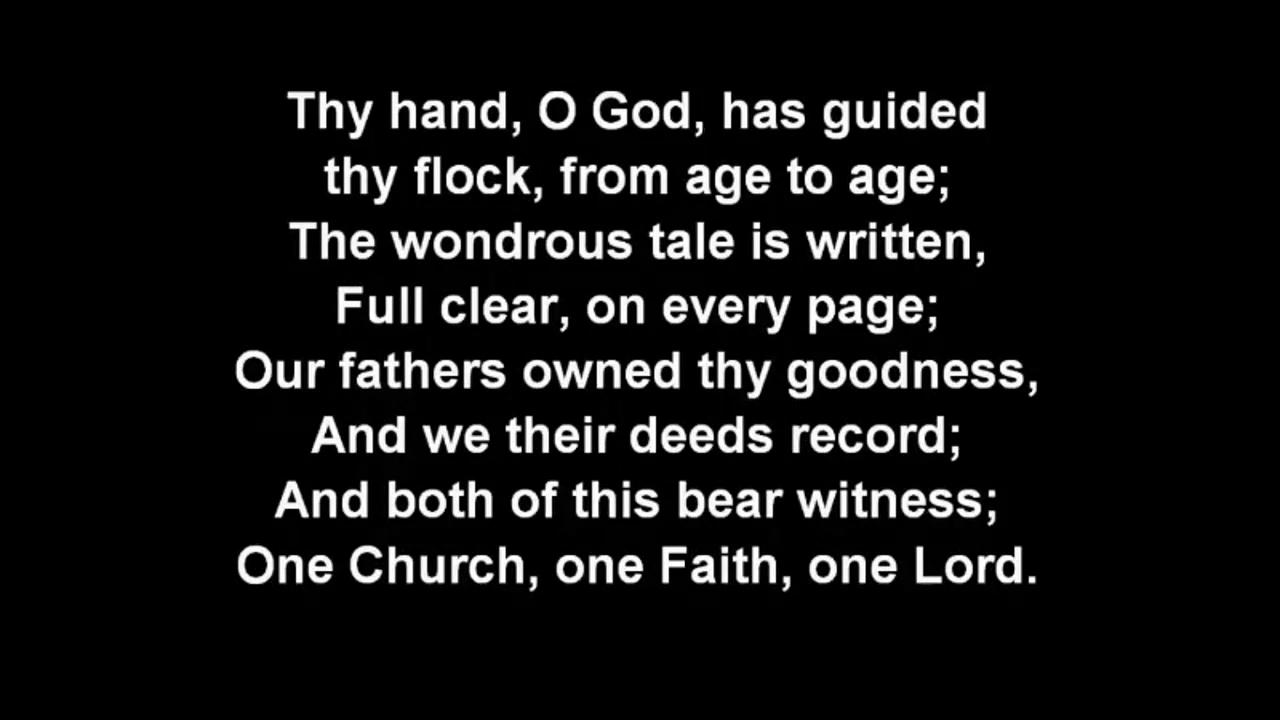 Thy hand, O God, has guided
thy flock, from age to age;
The wondrous tale is written,
Full clear, on every page;
Our fathers owned thy goodness,
And we their deeds record;
And both of this bear witness;
One Church, one Faith, one Lord.